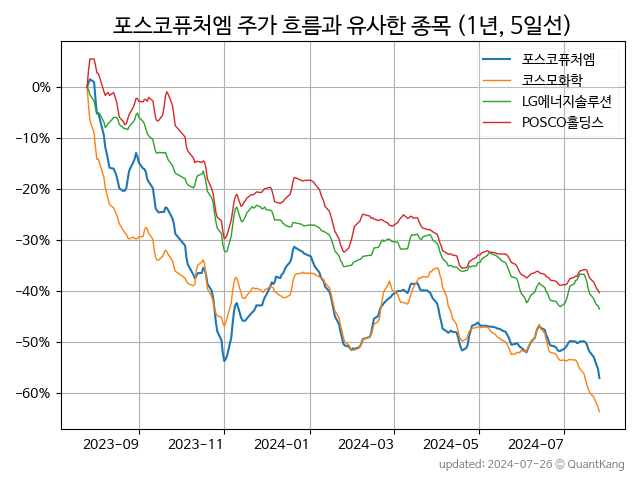 포스코퓨처엠 주가 흐름과 유사한 종목 (1년, 5일선)
포스코퓨처엠
코스모화학
LG에너지솔루션
POSCO홀딩스
0%
−10%
−20%
−30%
−40%
−50%
−60%
2023-09 2023-11 2024-01 2024-03 2024-05 2024-07
updated: 2024-07-26 © QuantKang